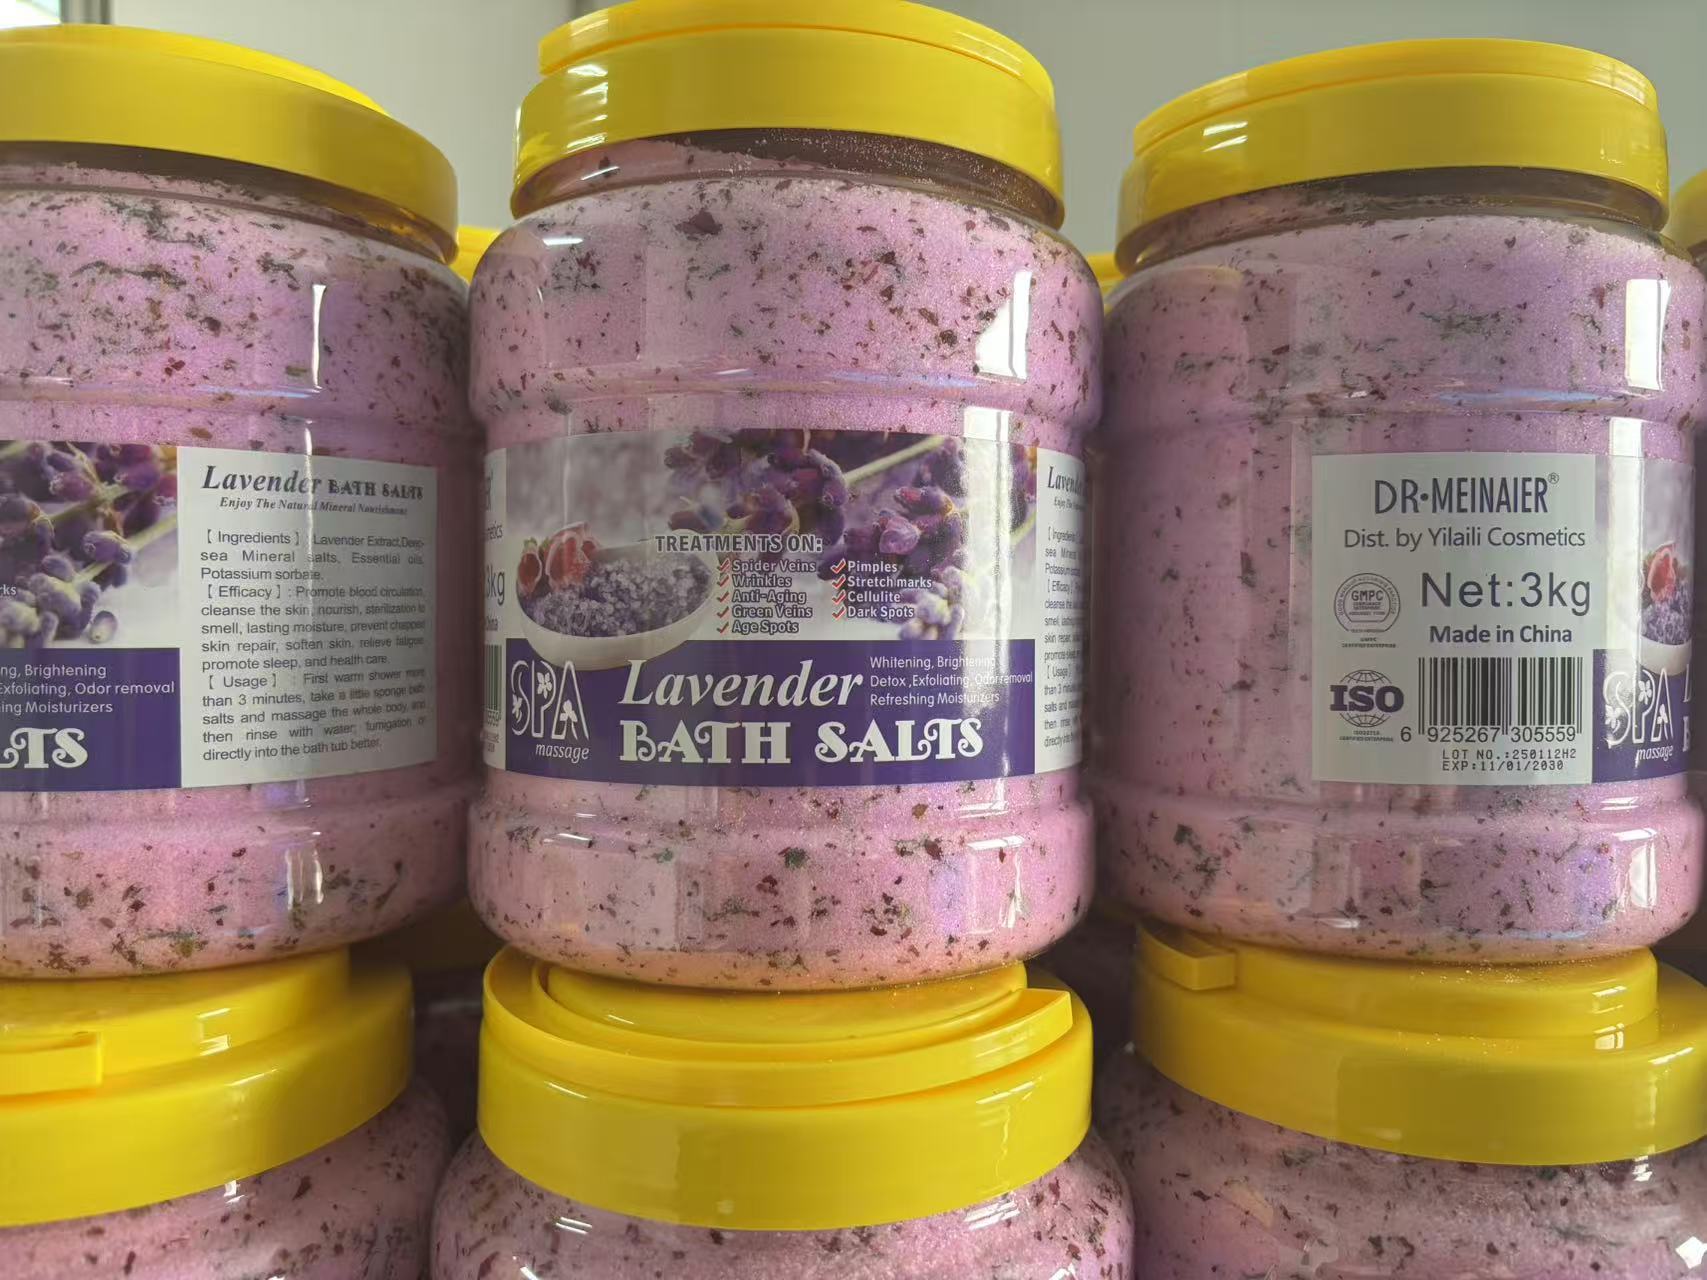 rks
ng, Brightening
Exfoliating, Odor removal
ing Moisturizers
LTS
Lavender BATH SALTS
Enjoy The Natural Mineral Nourishment
【 Ingredients 】: Lavender Extract,Deep-
sea Mineral salts, Essential oils,
Potassium sorbate.
【 Efficacy 】: Promote blood circulation,
cleanse the skin, nourish, sterilization to
smell, lasting moisture, prevent chapped
skin repair, soften skin, relieve fatigue,
promote sleep, and health care.
【 Usage 】 : First warm shower more
than 3 minutes, take a little sponge bath
salts and massage the whole body, and
then rinse with water; fumigation or
directly into the bath tub better.
TREATMENTS ON:
Spider Veins
Wrinkles
Anti-Aging
Green Veins
Age Spots
Pimples
Stretch marks
Cellulite
Dark Spots
SPA
massage
Lavender
BATH SALTS
Whitening, Brightening
Detox ,Exfoliating, Odor removal
Refreshing Moisturizers
DR·MEINAIER®
Dist. by Yilaili Cosmetics
GMPC
Net:3kg
Made in China
ISO
6 925267 305559
LOT NO.:250112H2
EXP:11/01/2030
SPA
massage